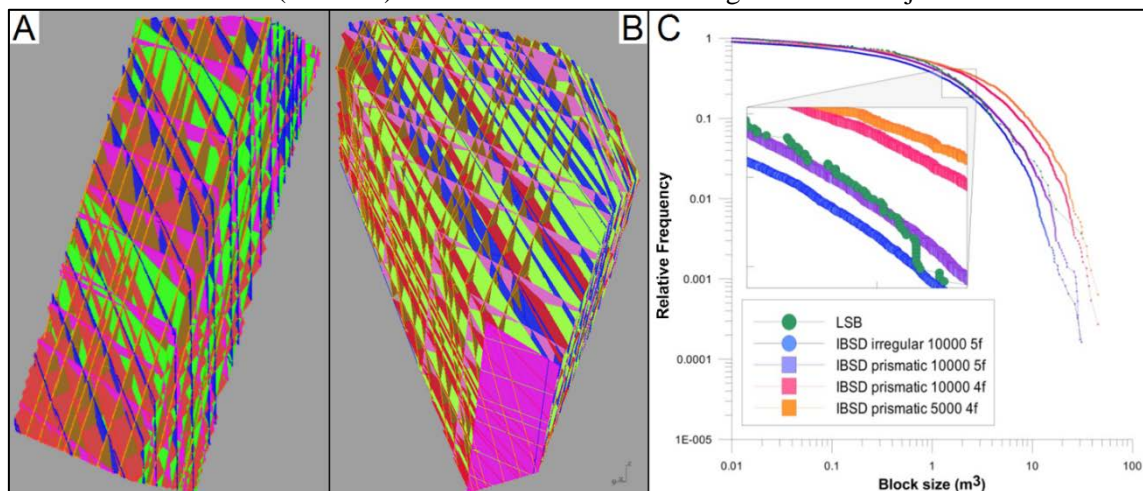 A
B
C
1
0.1
0.01
0.001
0.0001
1E-005
Relative Frequency
LSB
IBSD irregular 10000 5f
IBSD prismatic 10000 5f
IBSD prismatic 10000 4f
IBSD prismatic 5000 4f
0.01 0.1 1 10 100
Block size (m³)